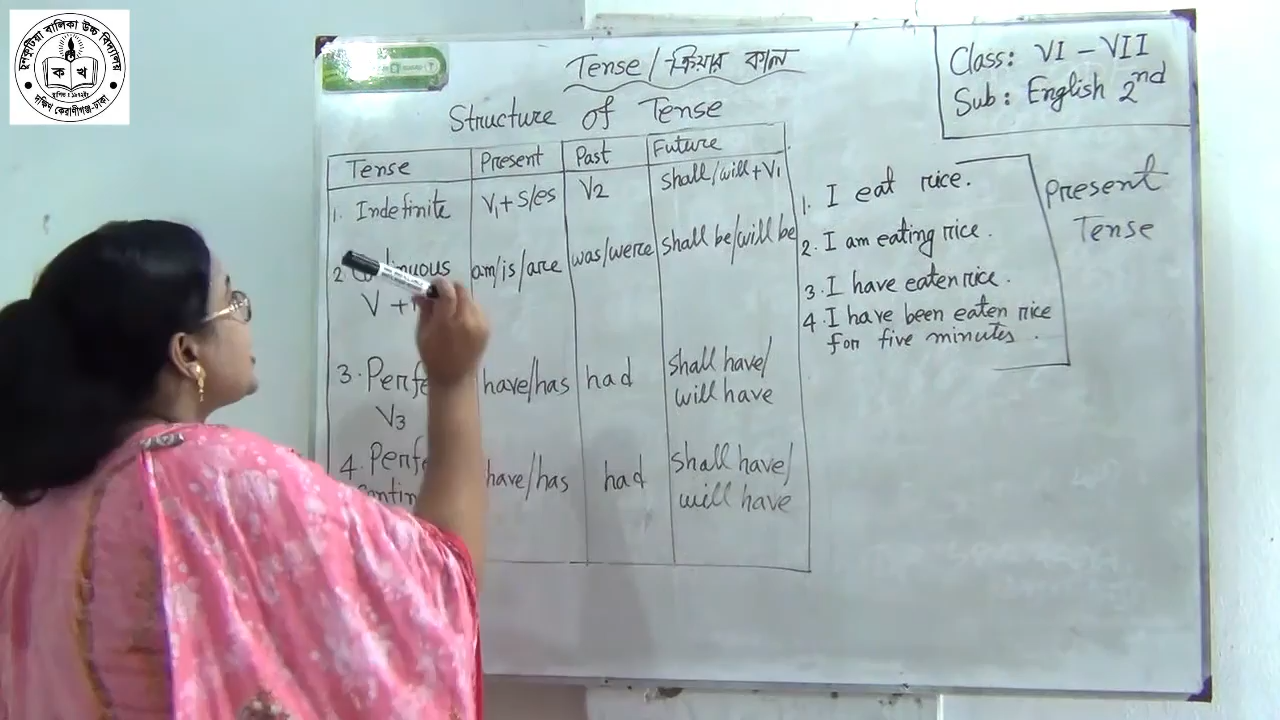 ক খ
Tense / ক্রিয়ার কাল
Class: VI - VII
Sub: English 2nd
Structure of Tense
Tense Present Past Future
1. Indefinite V1 + s/es V2 shall/will + V1
2 Continuous am/is/are was/were shall be/will be
V +
3. Perfe have/has had shall have/
will have
V3
4. Perfe have/has had shall have/
will have
Contin
1. I eat rice.
2. I am eating rice.
3. I have eaten rice.
4. I have been eaten rice
for five minutes.
Present
Tense